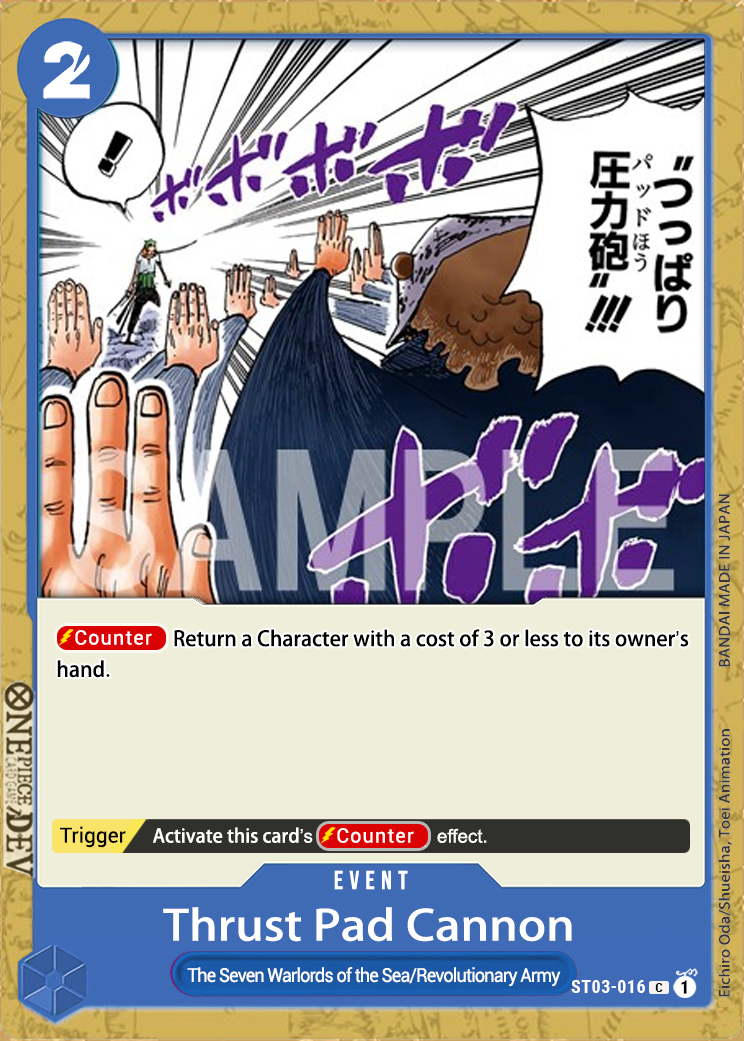 2
!!
ボボボボ
"つっぱり
圧力砲"!!!
パッドほう
ボボ
SAMPLE
Counter Return a Character with a cost of 3 or less to its owner's
hand.
Trigger Activate this card's Counter effect.
EVENT
Thrust Pad Cannon
The Seven Warlords of the Sea/Revolutionary Army
ST03-016 C 1
BANDAI MADE IN JAPAN
Eiichiro Oda/Shueisha, Toei Animation
ONE PIECE
CARD GAME
DEV